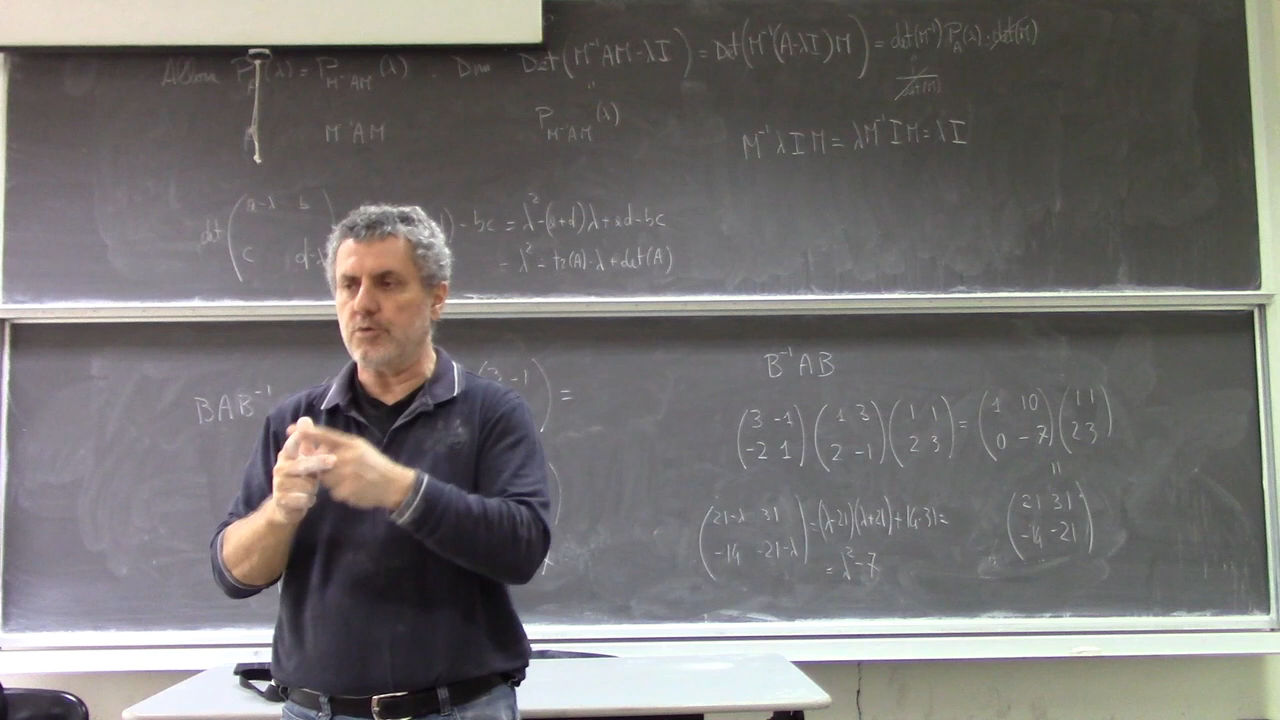 Allora P_A(λ) = P_{M⁻¹AM}(λ) . Dim Det(M⁻¹AM-λI) = Det(M⁻¹(A-λI)M) = det(M⁻¹) P_A(λ)·det(M)
" P_{M⁻¹AM}(λ)
A M⁻¹AM
M⁻¹λIM = λM⁻¹IM = λI
det(a-λ b
c d-λ
- bc = λ²-(a+d)λ+ad-bc
= λ²-tr(A)·λ+det(A)
BAB⁻¹
(3 -1) =
B⁻¹AB
(3 -1) (1 3) (1 1) = (1 10) (1 1)
(-2 1) (2 -1) (2 3) (0 -7) (2 3)
"
(21-λ 31) = (λ-21)(λ+21)+14·31=
(-14 -21-λ)
= λ²-7
(21 31)
(-14 -21)